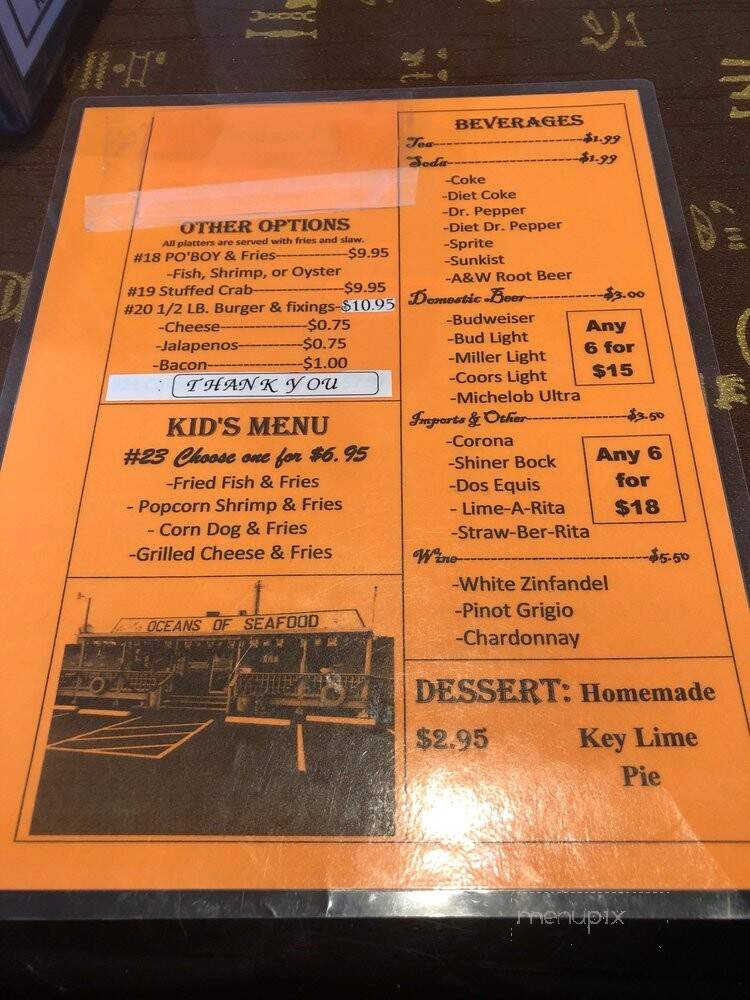 OTHER OPTIONS
All platters are served with fries and slaw.
#18 PO'BOY & Fries---------------$9.95
-Fish, Shrimp, or Oyster
#19 Stuffed Crab-------------------$9.95
#20 1/2 LB. Burger & fixings-$10.95
-Cheese-----------------$0.75
-Jalapenos-------------$0.75
-Bacon-------------------$1.00
: THANK YOU
KID'S MENU
#23 Choose one for $6.95
-Fried Fish & Fries
- Popcorn Shrimp & Fries
- Corn Dog & Fries
-Grilled Cheese & Fries
OCEANS OF SEAFOOD
BEVERAGES
Tea----------------------------$1.99
Soda---------------------------$1.99
-Coke
-Diet Coke
-Dr. Pepper
-Diet Dr. Pepper
-Sprite
-Sunkist
-A&W Root Beer
Domestic Beer---------------$3.00
-Budweiser
-Bud Light
-Miller Light
-Coors Light
-Michelob Ultra
Any
6 for
$15
Imports & Other-------------------$3.50
-Corona
-Shiner Bock
-Dos Equis
- Lime-A-Rita
-Straw-Ber-Rita
Any 6
for
$18
Wine-----------------------------$5.50
-White Zinfandel
-Pinot Grigio
-Chardonnay
DESSERT: Homemade
$2.95 Key Lime
Pie
menupix